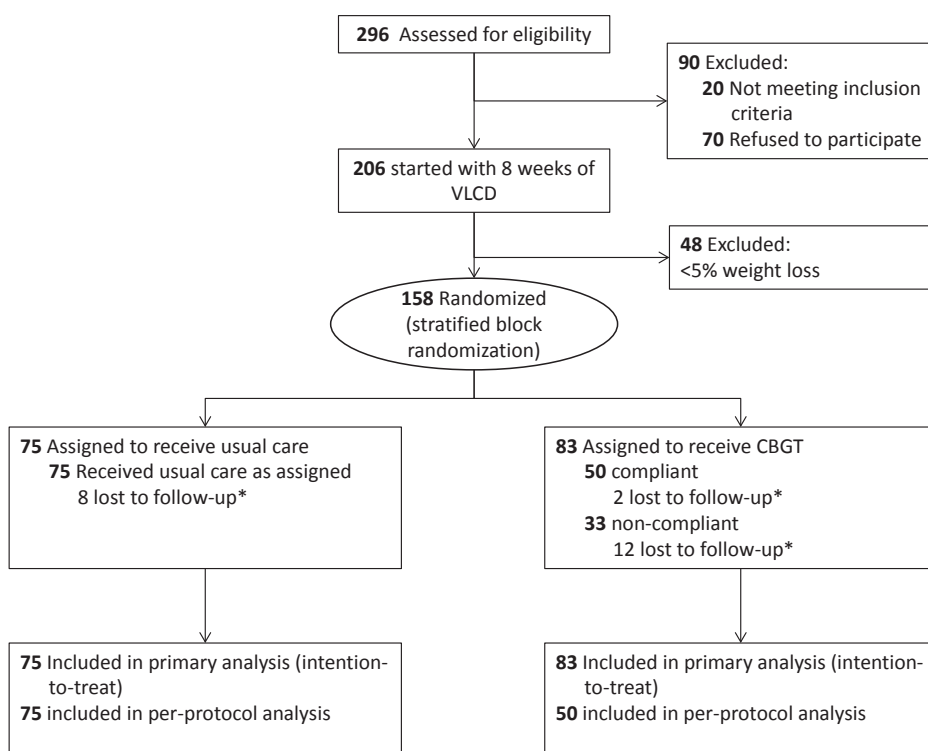 296 Assessed for eligibility
90 Excluded:
20 Not meeting inclusion
criteria
70 Refused to participate
206 started with 8 weeks of
VLCD
48 Excluded:
<5% weight loss
158 Randomized
(stratified block
randomization)
75 Assigned to receive usual care
75 Received usual care as assigned
8 lost to follow-up*
83 Assigned to receive CBGT
50 compliant
2 lost to follow-up*
33 non-compliant
12 lost to follow-up*
75 Included in primary analysis (intention-
to-treat)
75 included in per-protocol analysis
83 Included in primary analysis (intention-
to-treat)
50 included in per-protocol analysis